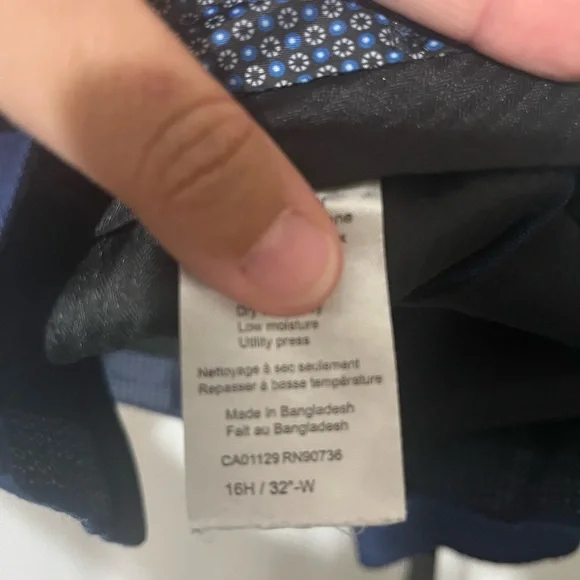 Dry
Low moisture
Utility press
Nettoyage à sec seulement
Repasser à basse température
Made in Bangladesh
Fait au Bangladesh
CA01129 RN90736
16H / 32"-W